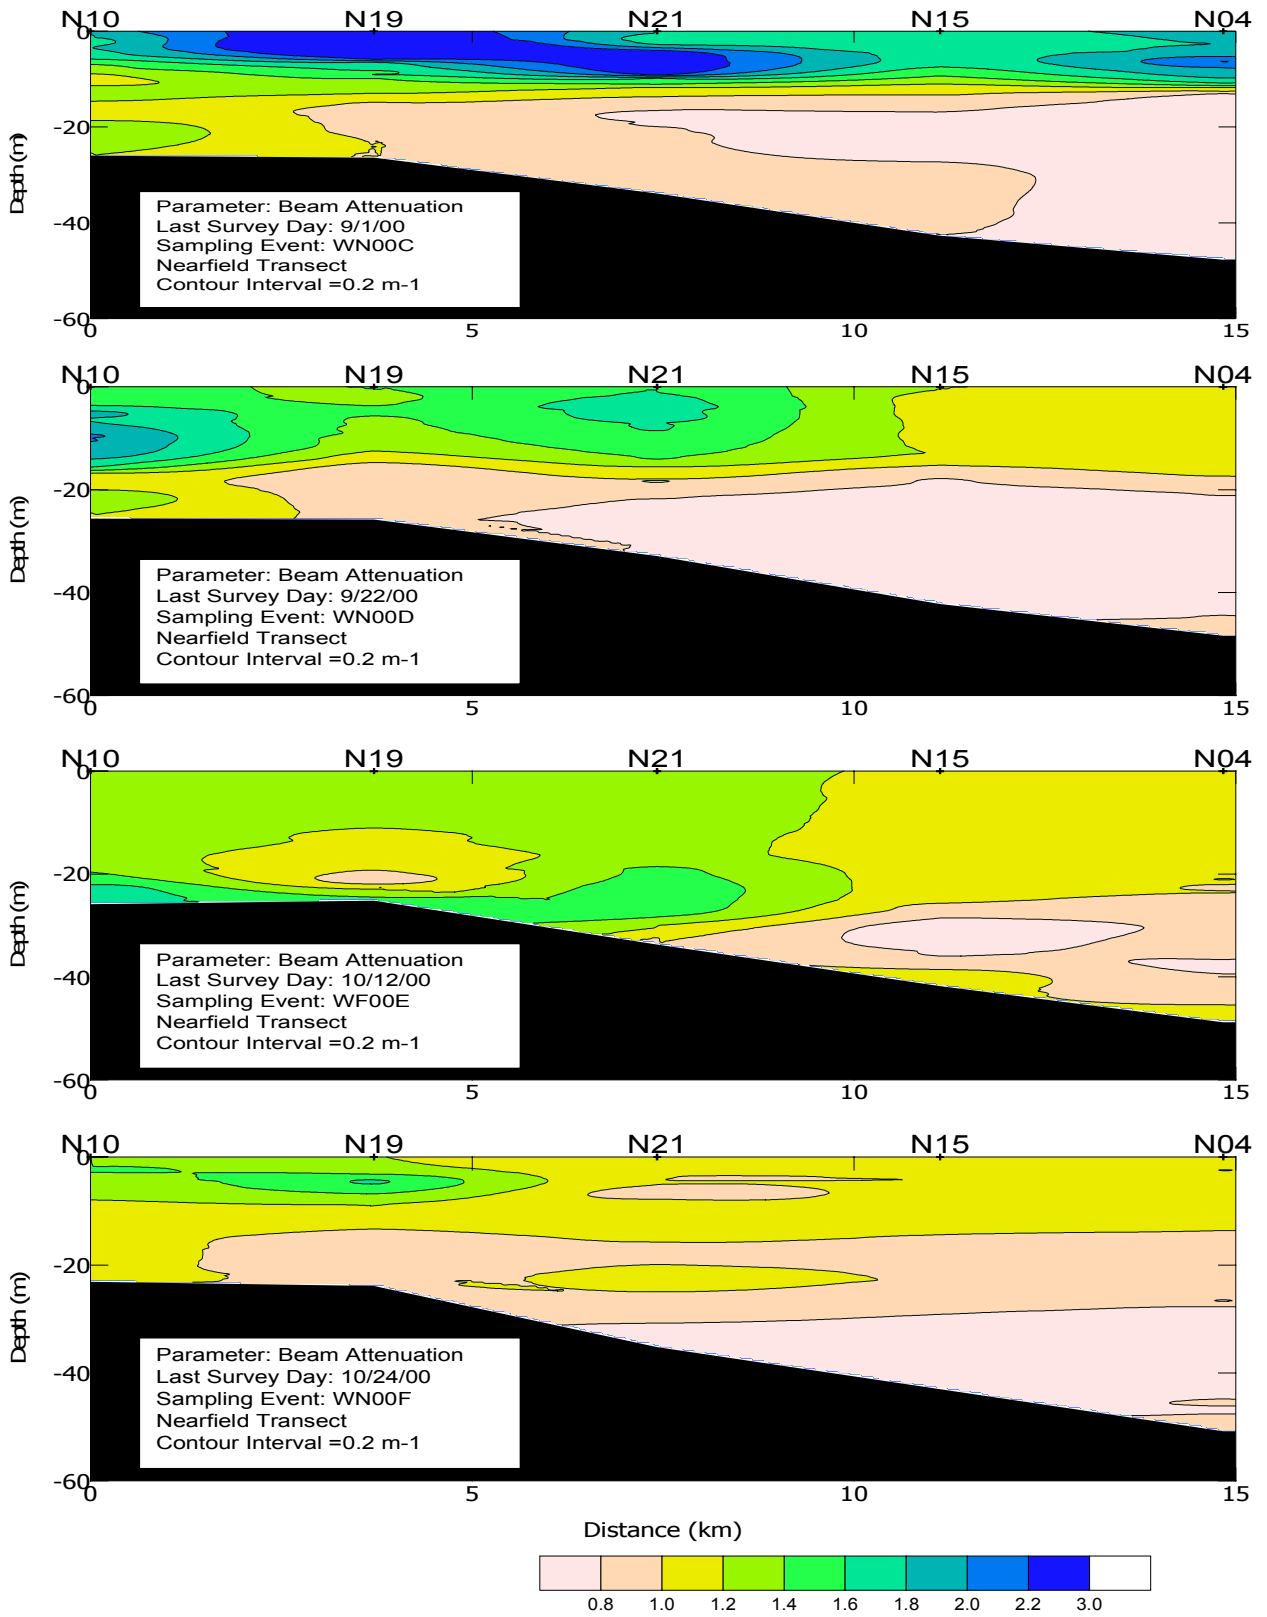 N10 N19 N21 N15 N04
0
-20
-40
-60
Depth (m)
Parameter: Beam Attenuation
Last Survey Day: 9/1/00
Sampling Event: WN00C
Nearfield Transect
Contour Interval =0.2 m-1
0 5 10 15
N10 N19 N21 N15 N04
0
-20
-40
-60
Depth (m)
Parameter: Beam Attenuation
Last Survey Day: 9/22/00
Sampling Event: WN00D
Nearfield Transect
Contour Interval =0.2 m-1
0 5 10 15
N10 N19 N21 N15 N04
0
-20
-40
-60
Depth (m)
Parameter: Beam Attenuation
Last Survey Day: 10/12/00
Sampling Event: WF00E
Nearfield Transect
Contour Interval =0.2 m-1
0 5 10 15
N10 N19 N21 N15 N04
0
-20
-40
-60
Depth (m)
Parameter: Beam Attenuation
Last Survey Day: 10/24/00
Sampling Event: WN00F
Nearfield Transect
Contour Interval =0.2 m-1
0 5 10 15
Distance (km)
0.8 1.0 1.2 1.4 1.6 1.8 2.0 2.2 3.0